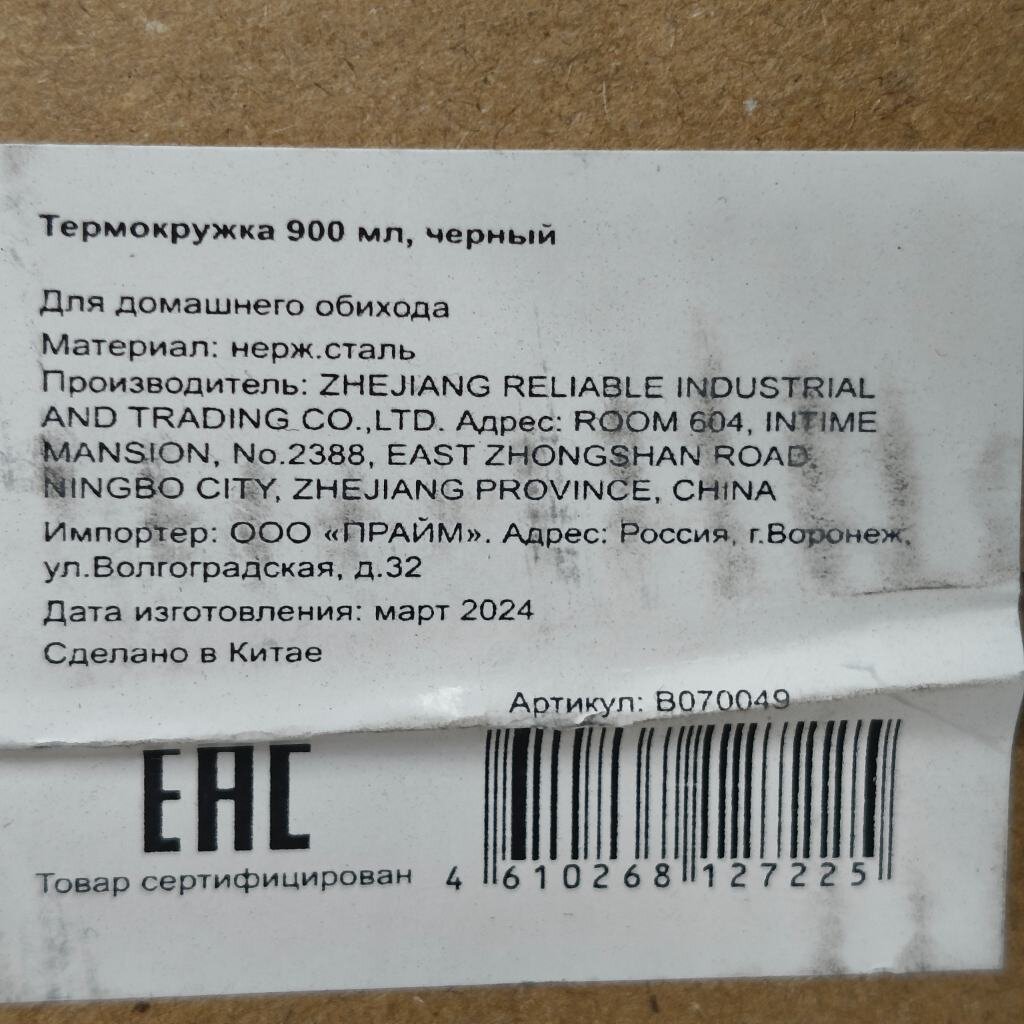 Термокружка 900 мл, черный
Для домашнего обихода
Материал: нерж.сталь
Производитель: ZHEJIANG RELIABLE INDUSTRIAL
AND TRADING CO.,LTD. Адрес: ROOM 604, INTIME
MANSION, No.2388, EAST ZHONGSHAN ROAD,
NINGBO CITY, ZHEJIANG PROVINCE, CHINA
Импортер: ООО «ПРАЙМ». Адрес: Россия, г.Воронеж,
ул.Волгоградская, д.32
Дата изготовления: март 2024
Сделано в Китае
Артикул: B070049
EAC
Товар сертифицирован
4 610268 127225